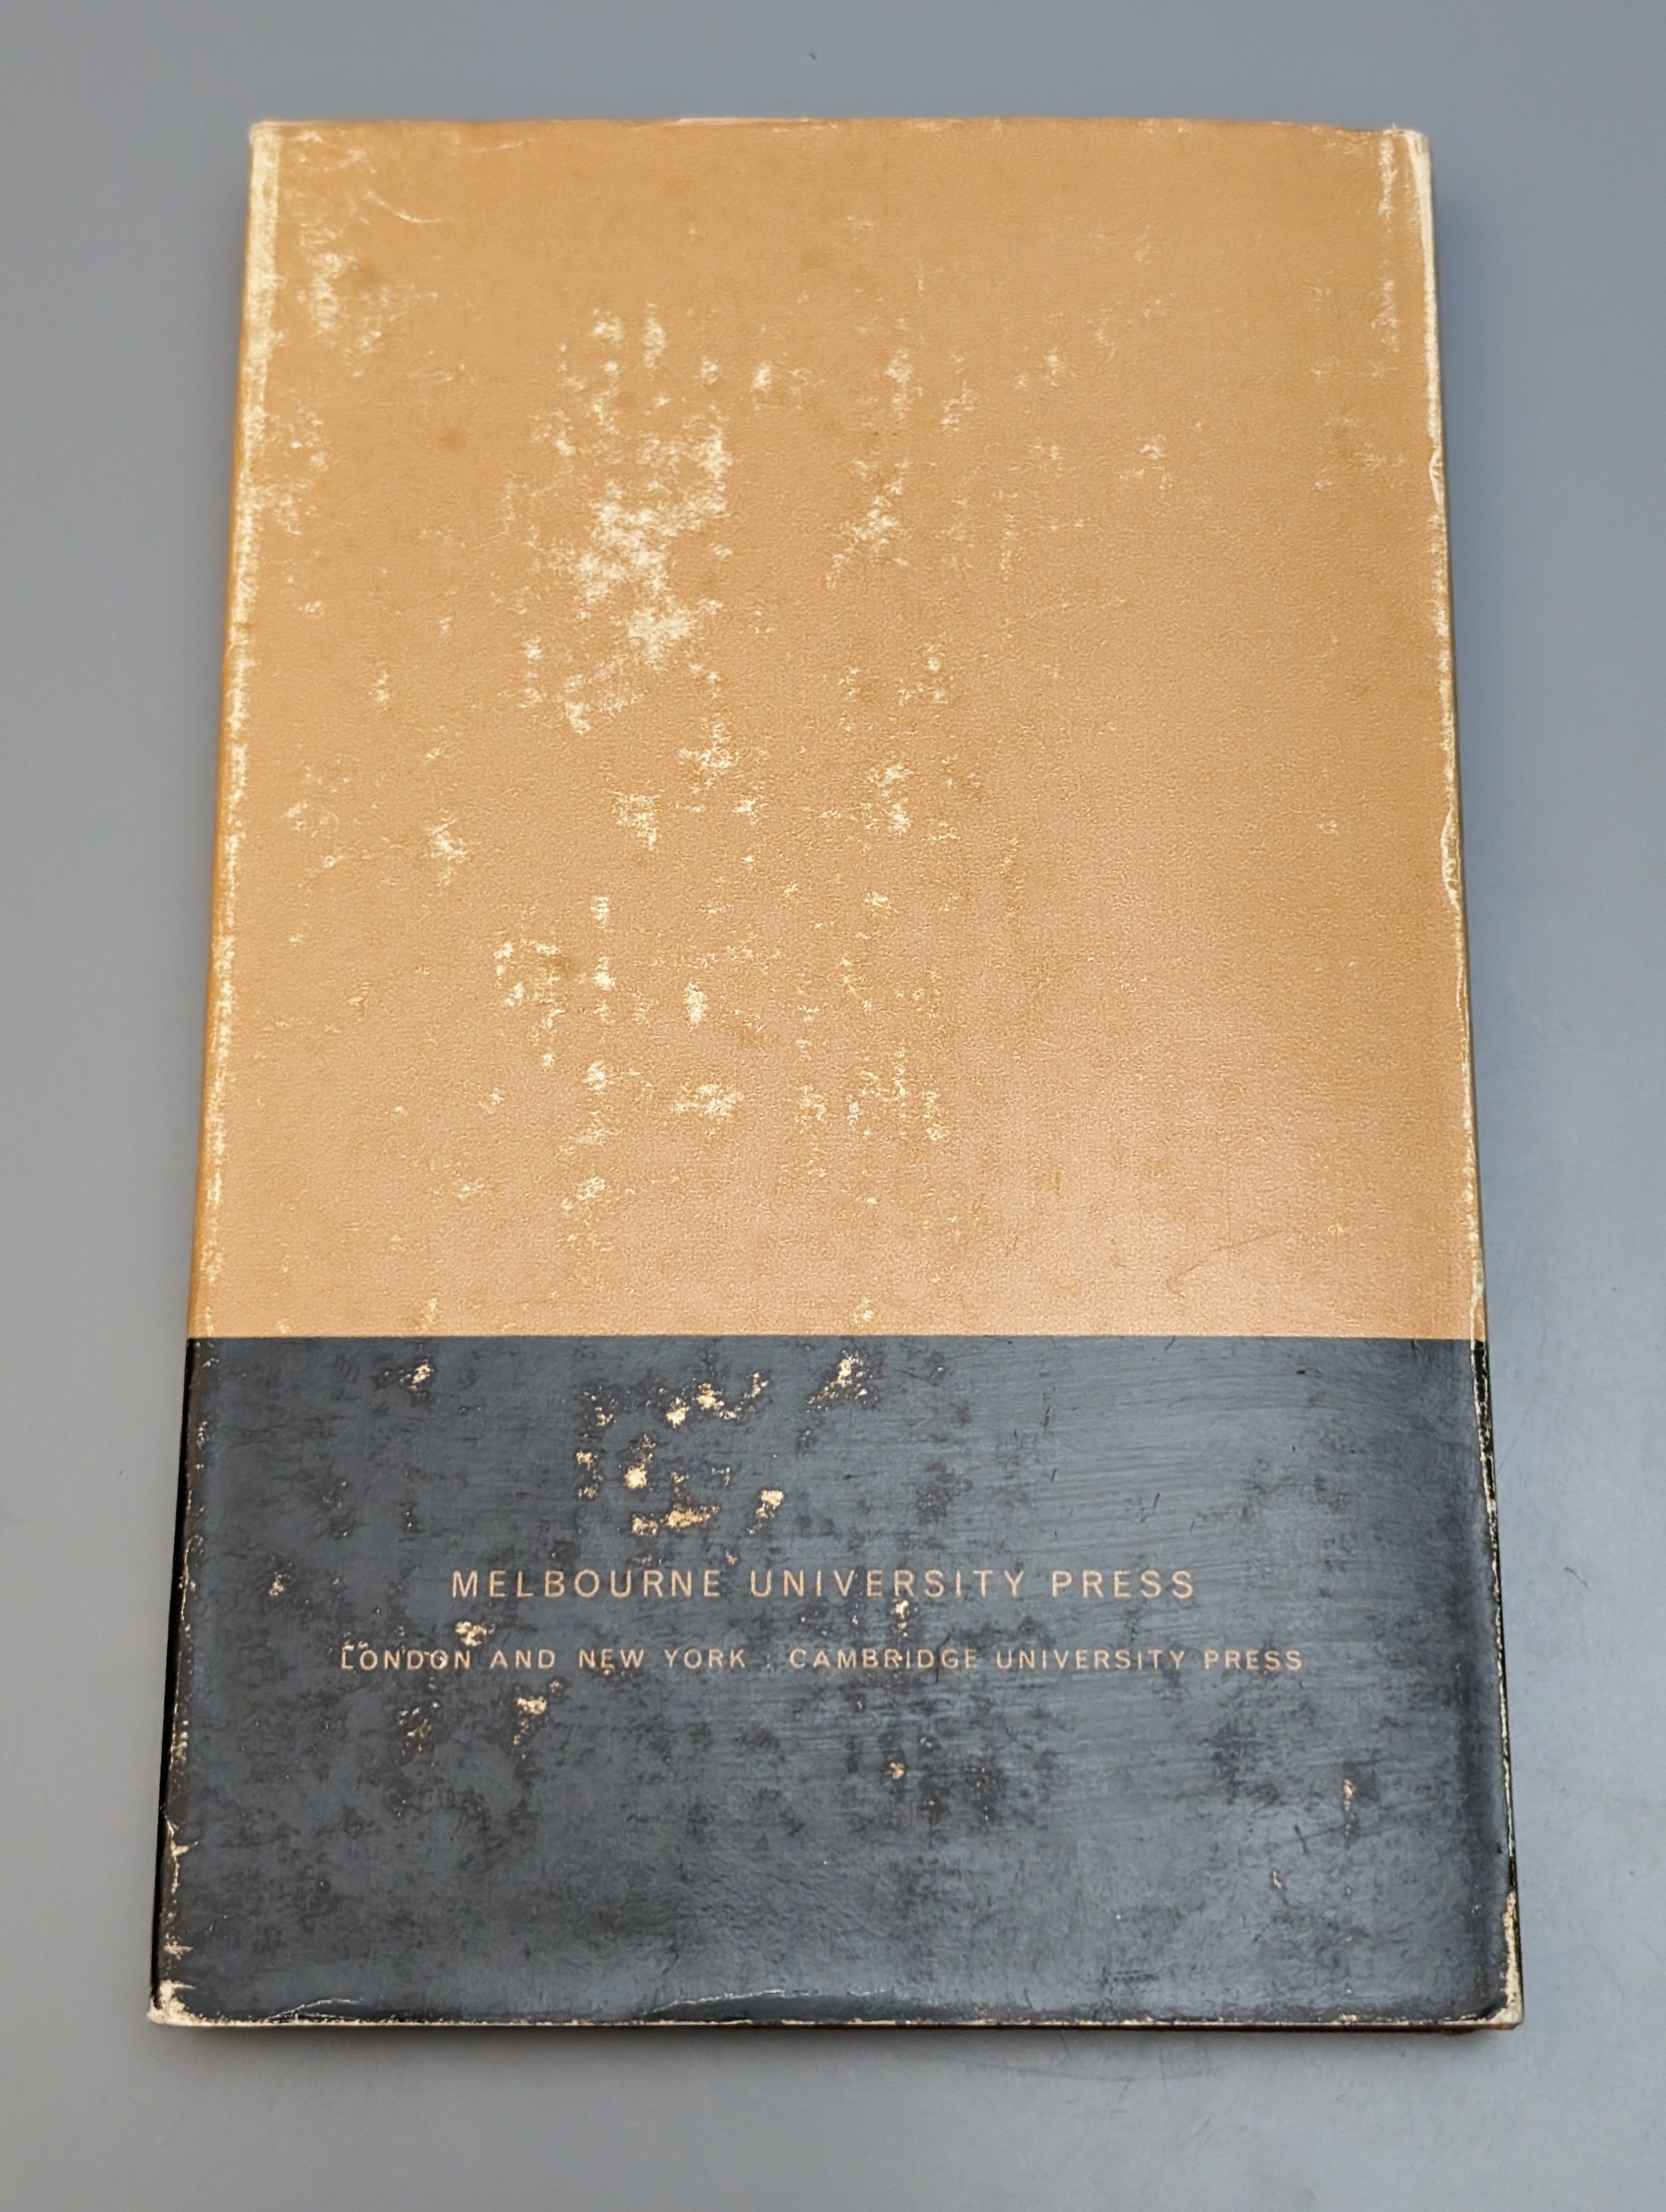 MELBOURNE UNIVERSITY PRESS
LONDON AND NEW YORK : CAMBRIDGE UNIVERSITY PRESS